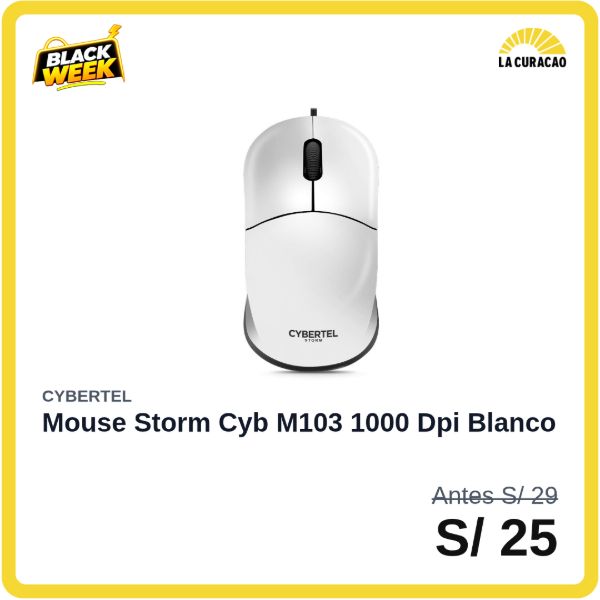 BLACK
WEEK
LA CURACAO
CYBERTEL
STORM
CYBERTEL
Mouse Storm Cyb M103 1000 Dpi Blanco
Antes S/ 29
S/ 25